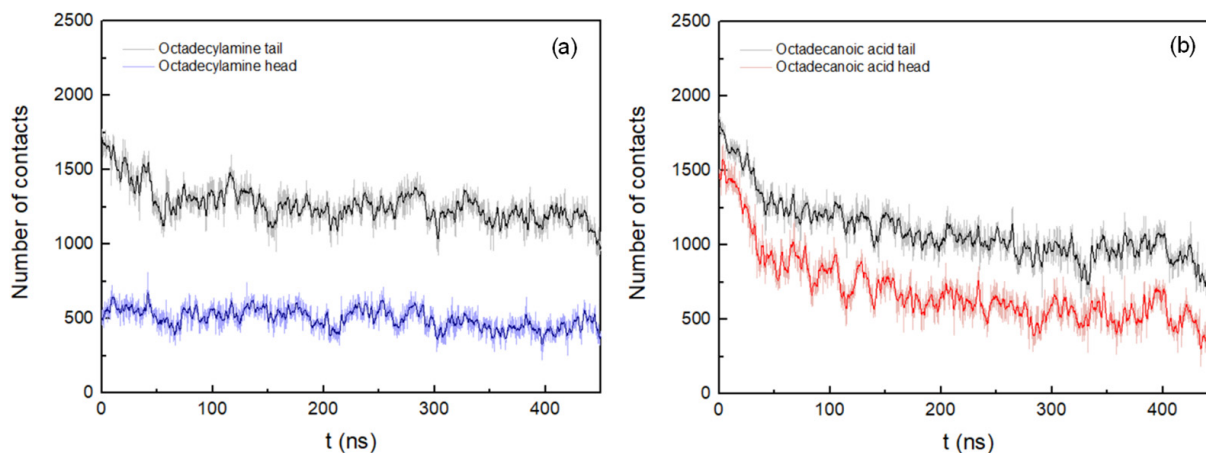 (a)
Octadecylamine tail
Octadecylamine head
Number of contacts
2500
2000
1500
1000
500
0
0 100 200 300 400
t (ns)
(b)
Octadecanoic acid tail
Octadecanoic acid head
Number of contacts
2500
2000
1500
1000
500
0
0 100 200 300 400
t (ns)